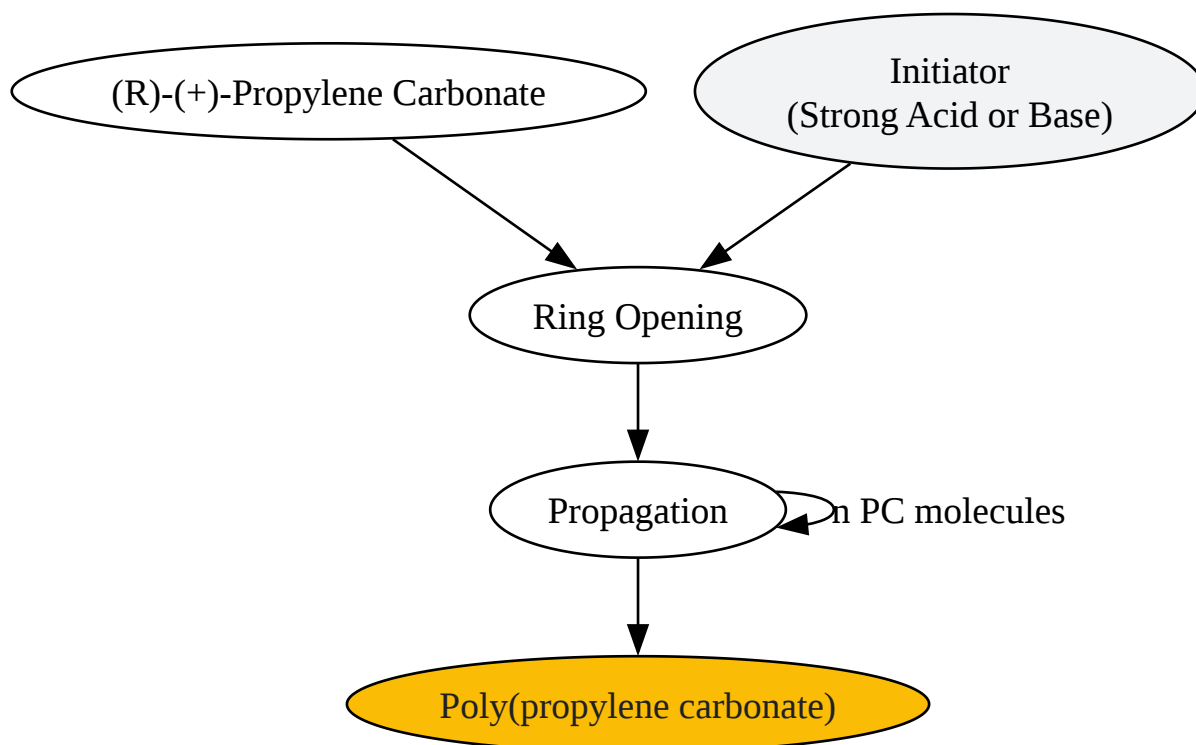 (R)-(+)-Propylene Carbonate
Initiator
(Strong Acid or Base)
Ring Opening
Propagation
n PC molecules
Poly(propylene carbonate)